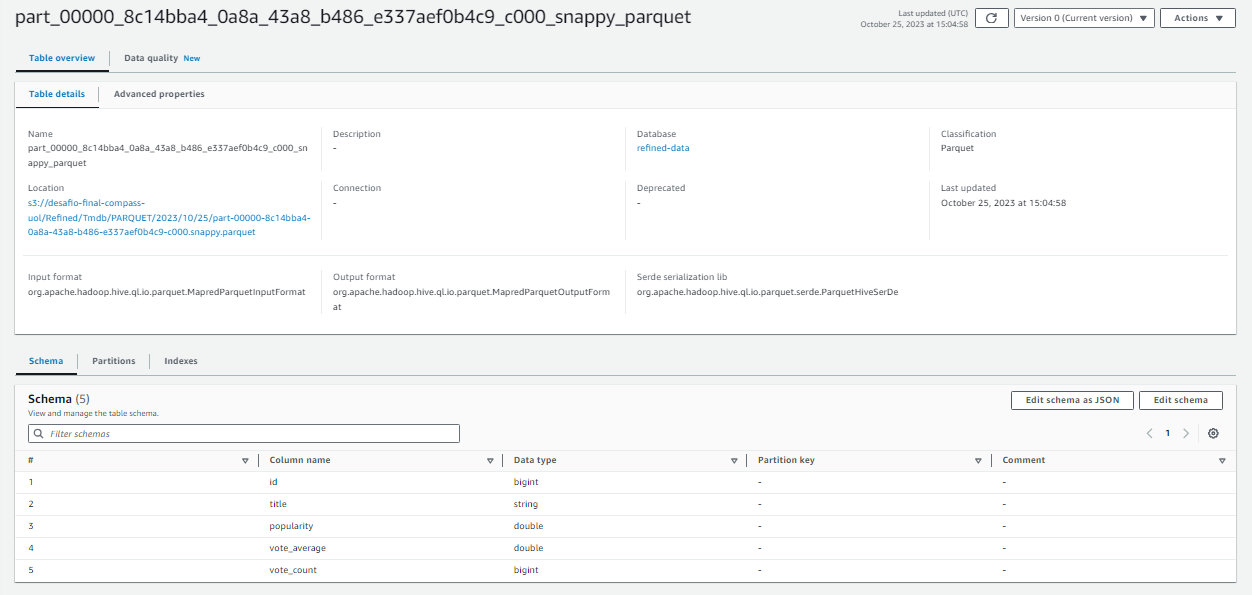 part_00000_8c14bba4_0a8a_43a8_b486_e337aef0b4c9_c000_snappy_parquet
Last updated (UTC)
October 25, 2023 at 15:04:58
Version 0 (Current version)
Actions
Table overview
Data quality New
Table details
Advanced properties
Name
part_00000_8c14bba4_0a8a_43a8_b486_e337aef0b4c9_c000_sn
appy_parquet
Description
-
Database
refined-data
Classification
Parquet
Location
s3://desafio-final-compass-
uol/Refined/Tmdb/PARQUET/2023/10/25/part-00000-8c14bba4-
0a8a-43a8-b486-e337aef0b4c9-c000.snappy.parquet
Connection
-
Deprecated
-
Last updated
October 25, 2023 at 15:04:58
Input format
org.apache.hadoop.hive.ql.io.parquet.MapredParquetInputFormat
Output format
org.apache.hadoop.hive.ql.io.parquet.MapredParquetOutputForm
at
Serde serialization lib
org.apache.hadoop.hive.ql.io.parquet.serde.ParquetHiveSerDe
Schema
Partitions
Indexes
Schema (5)
View and manage the table schema.
Edit schema as JSON
Edit schema
Filter schemas
1
# Column name Data type Partition key Comment
1 id bigint - -
2 title string - -
3 popularity double - -
4 vote_average double - -
5 vote_count bigint - -